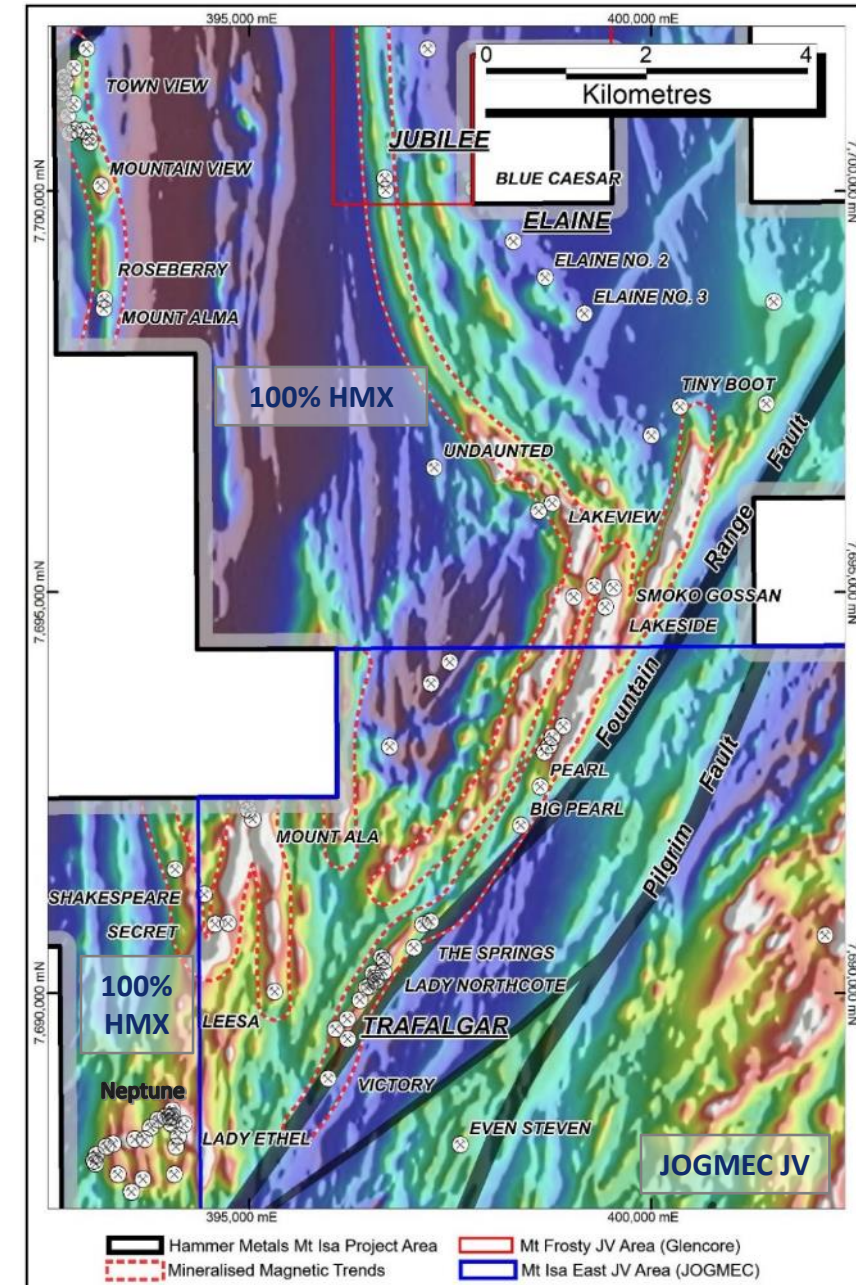 395,000 mE
400,000 mE
0 2 4
Kilometres
TOWN VIEW
JUBILEE
MOUNTAIN VIEW
BLUE CAESAR
7,700,000 mN
7,700,000 mN
ELAINE
ELAINE NO. 2
ROSEBERRY
ELAINE NO. 3
MOUNT ALMA
100% HMX
TINY BOOT
UNDAUNTED
Fountain Range Fault
LAKEVIEW
7,695,000 mN
7,695,000 mN
SMOKO GOSSAN
LAKESIDE
Pilgrim Fault
PEARL
BIG PEARL
MOUNT ALA
SHAKESPEARE
SECRET
THE SPRINGS
100%
HMX
LADY NORTHCOTE
7,690,000 mN
7,690,000 mN
LEESA
TRAFALGAR
Neptune
VICTORY
LADY ETHEL
EVEN STEVEN
JOGMEC JV
395,000 mE
400,000 mE
Hammer Metals Mt Isa Project Area
Mt Frosty JV Area (Glencore)
Mineralised Magnetic Trends
Mt Isa East JV Area (JOGMEC)